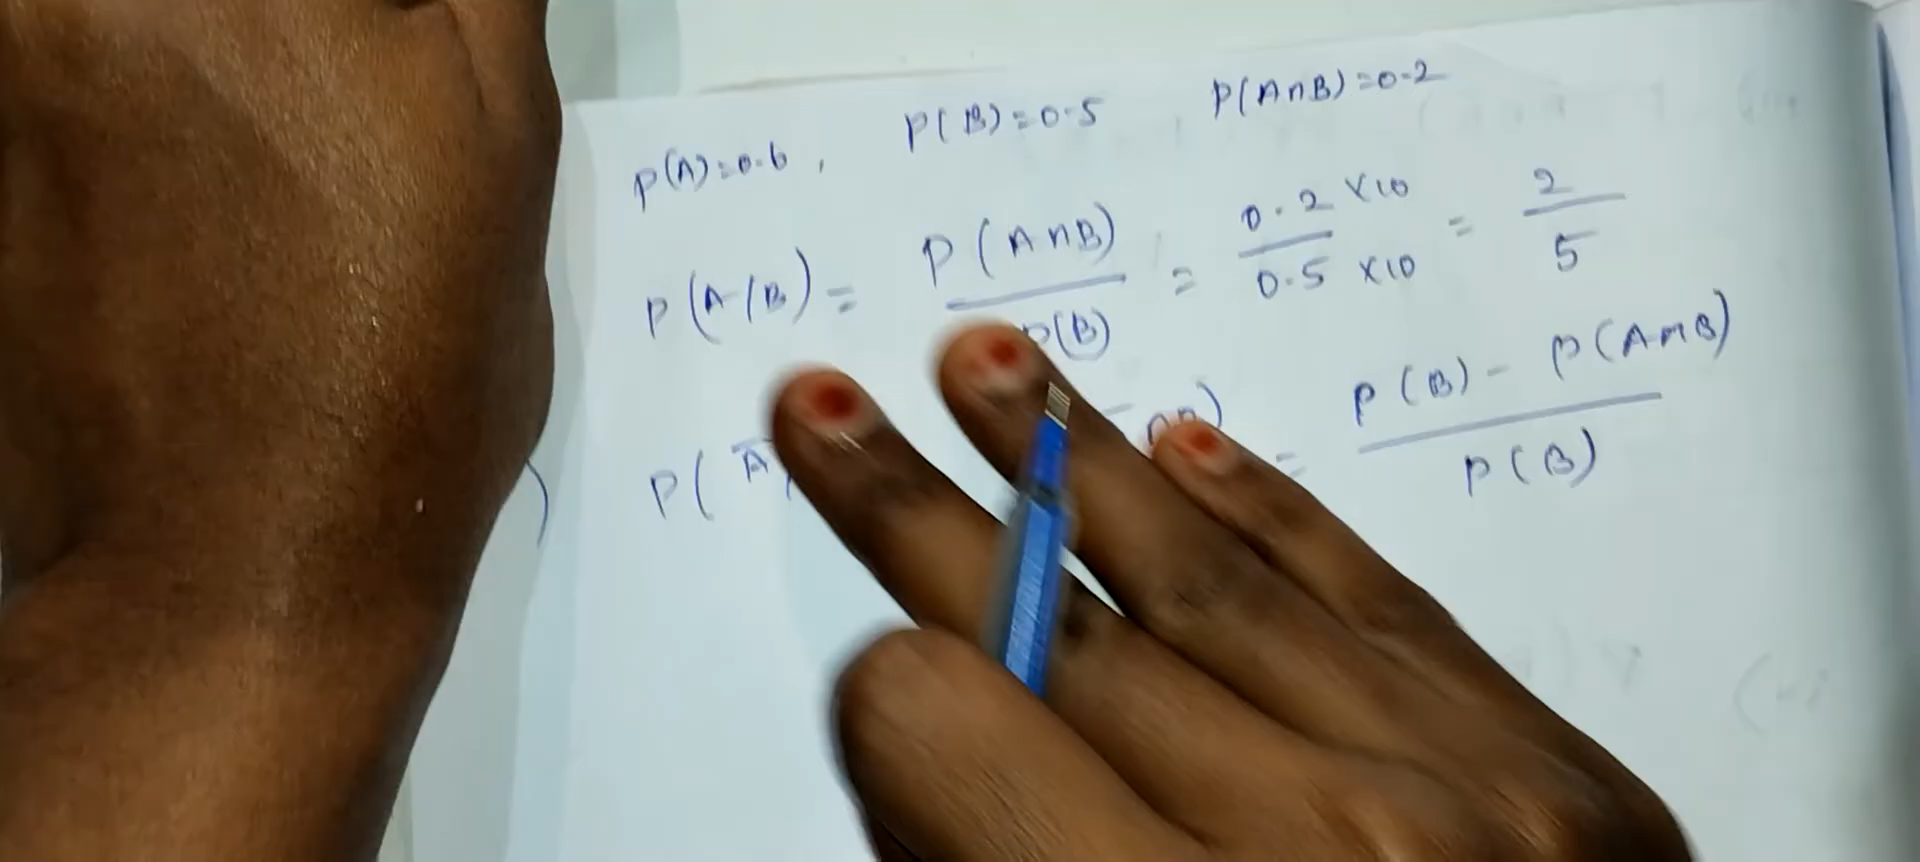 P(A)=0.6, P(B)=0.5 P(A∩B)=0.2
P(A/B) = P(A∩B) / P(B) = 0.2 ×10 / 0.5 ×10 = 2 / 5
P(A̅ ) = P(B) - P(A∩B) / P(B)